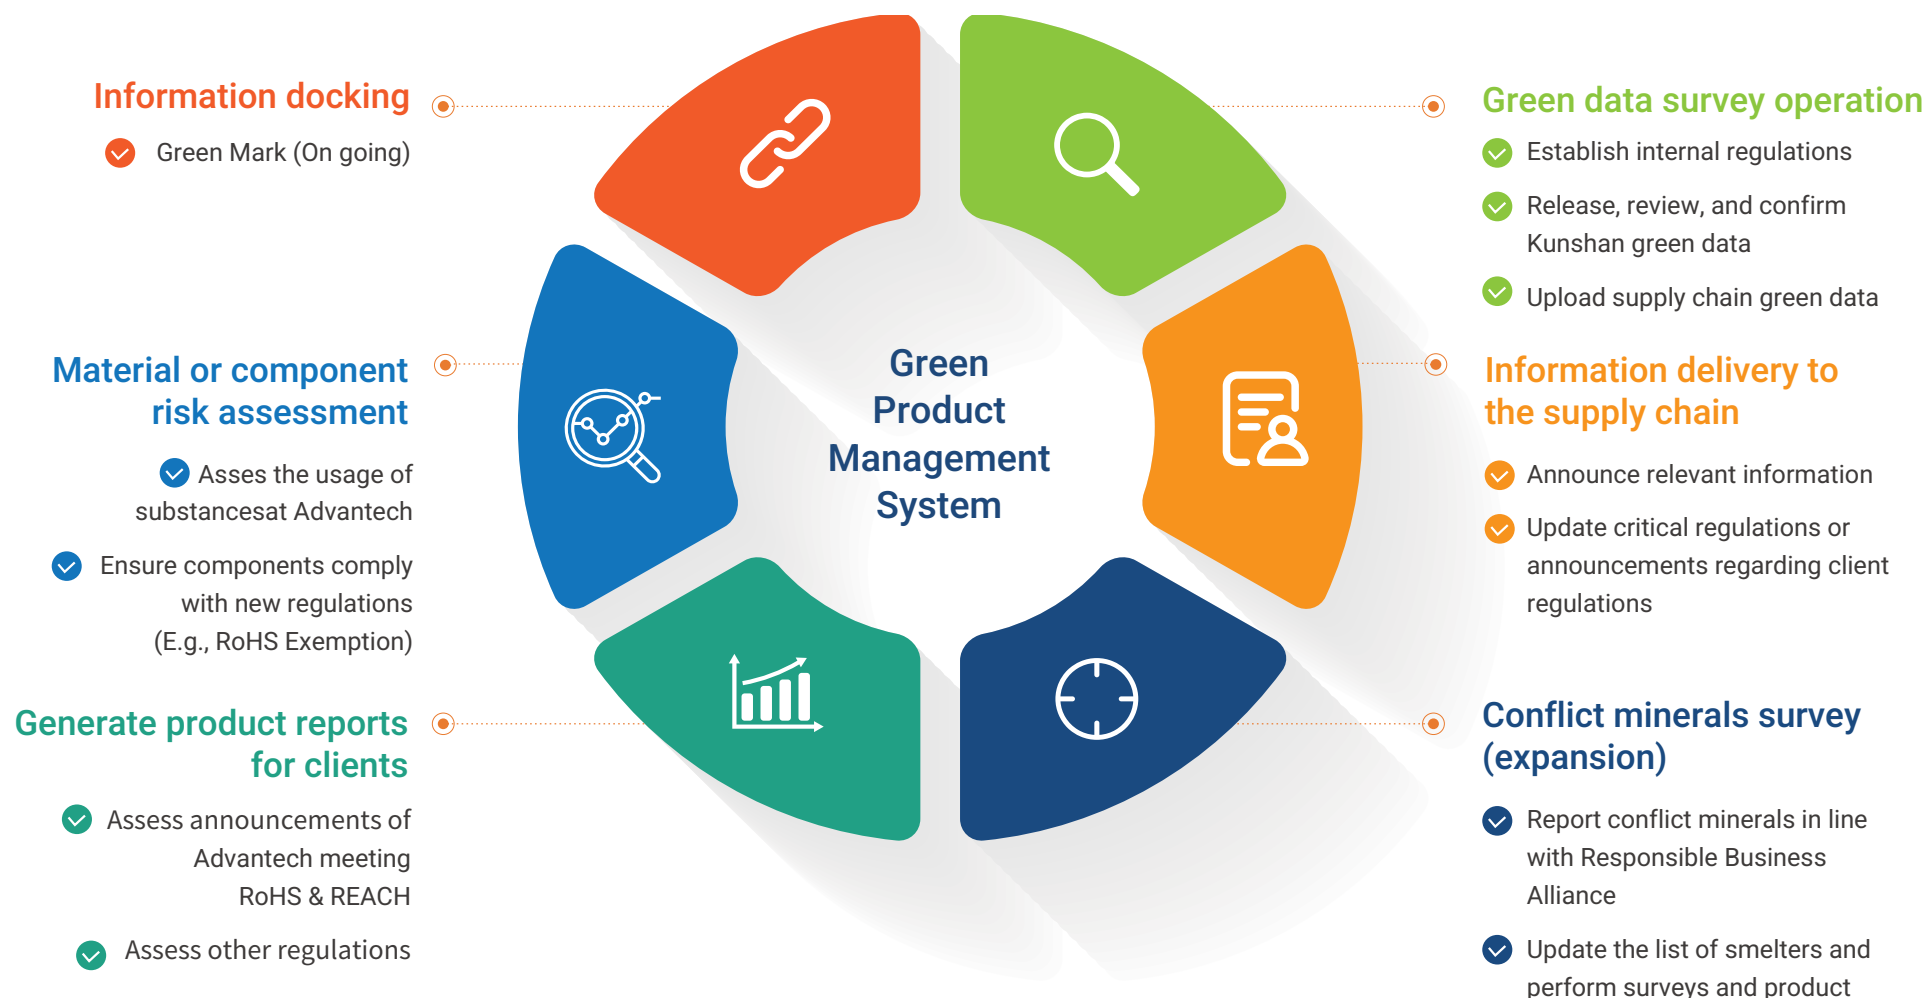 Information docking
Green Mark (On going)
Material or component
risk assessment
Asses the usage of
substancesat Advantech
Ensure components comply
with new regulations
(E.g., RoHS Exemption)
Generate product reports
for clients
Assess announcements of
Advantech meeting
RoHS & REACH
Assess other regulations
Green
Product
Management
System
Green data survey operation
Establish internal regulations
Release, review, and confirm
Kunshan green data
Upload supply chain green data
Information delivery to
the supply chain
Announce relevant information
Update critical regulations or
announcements regarding client
regulations
Conflict minerals survey
(expansion)
Report conflict minerals in line
with Responsible Business
Alliance
Update the list of smelters and
perform surveys and product